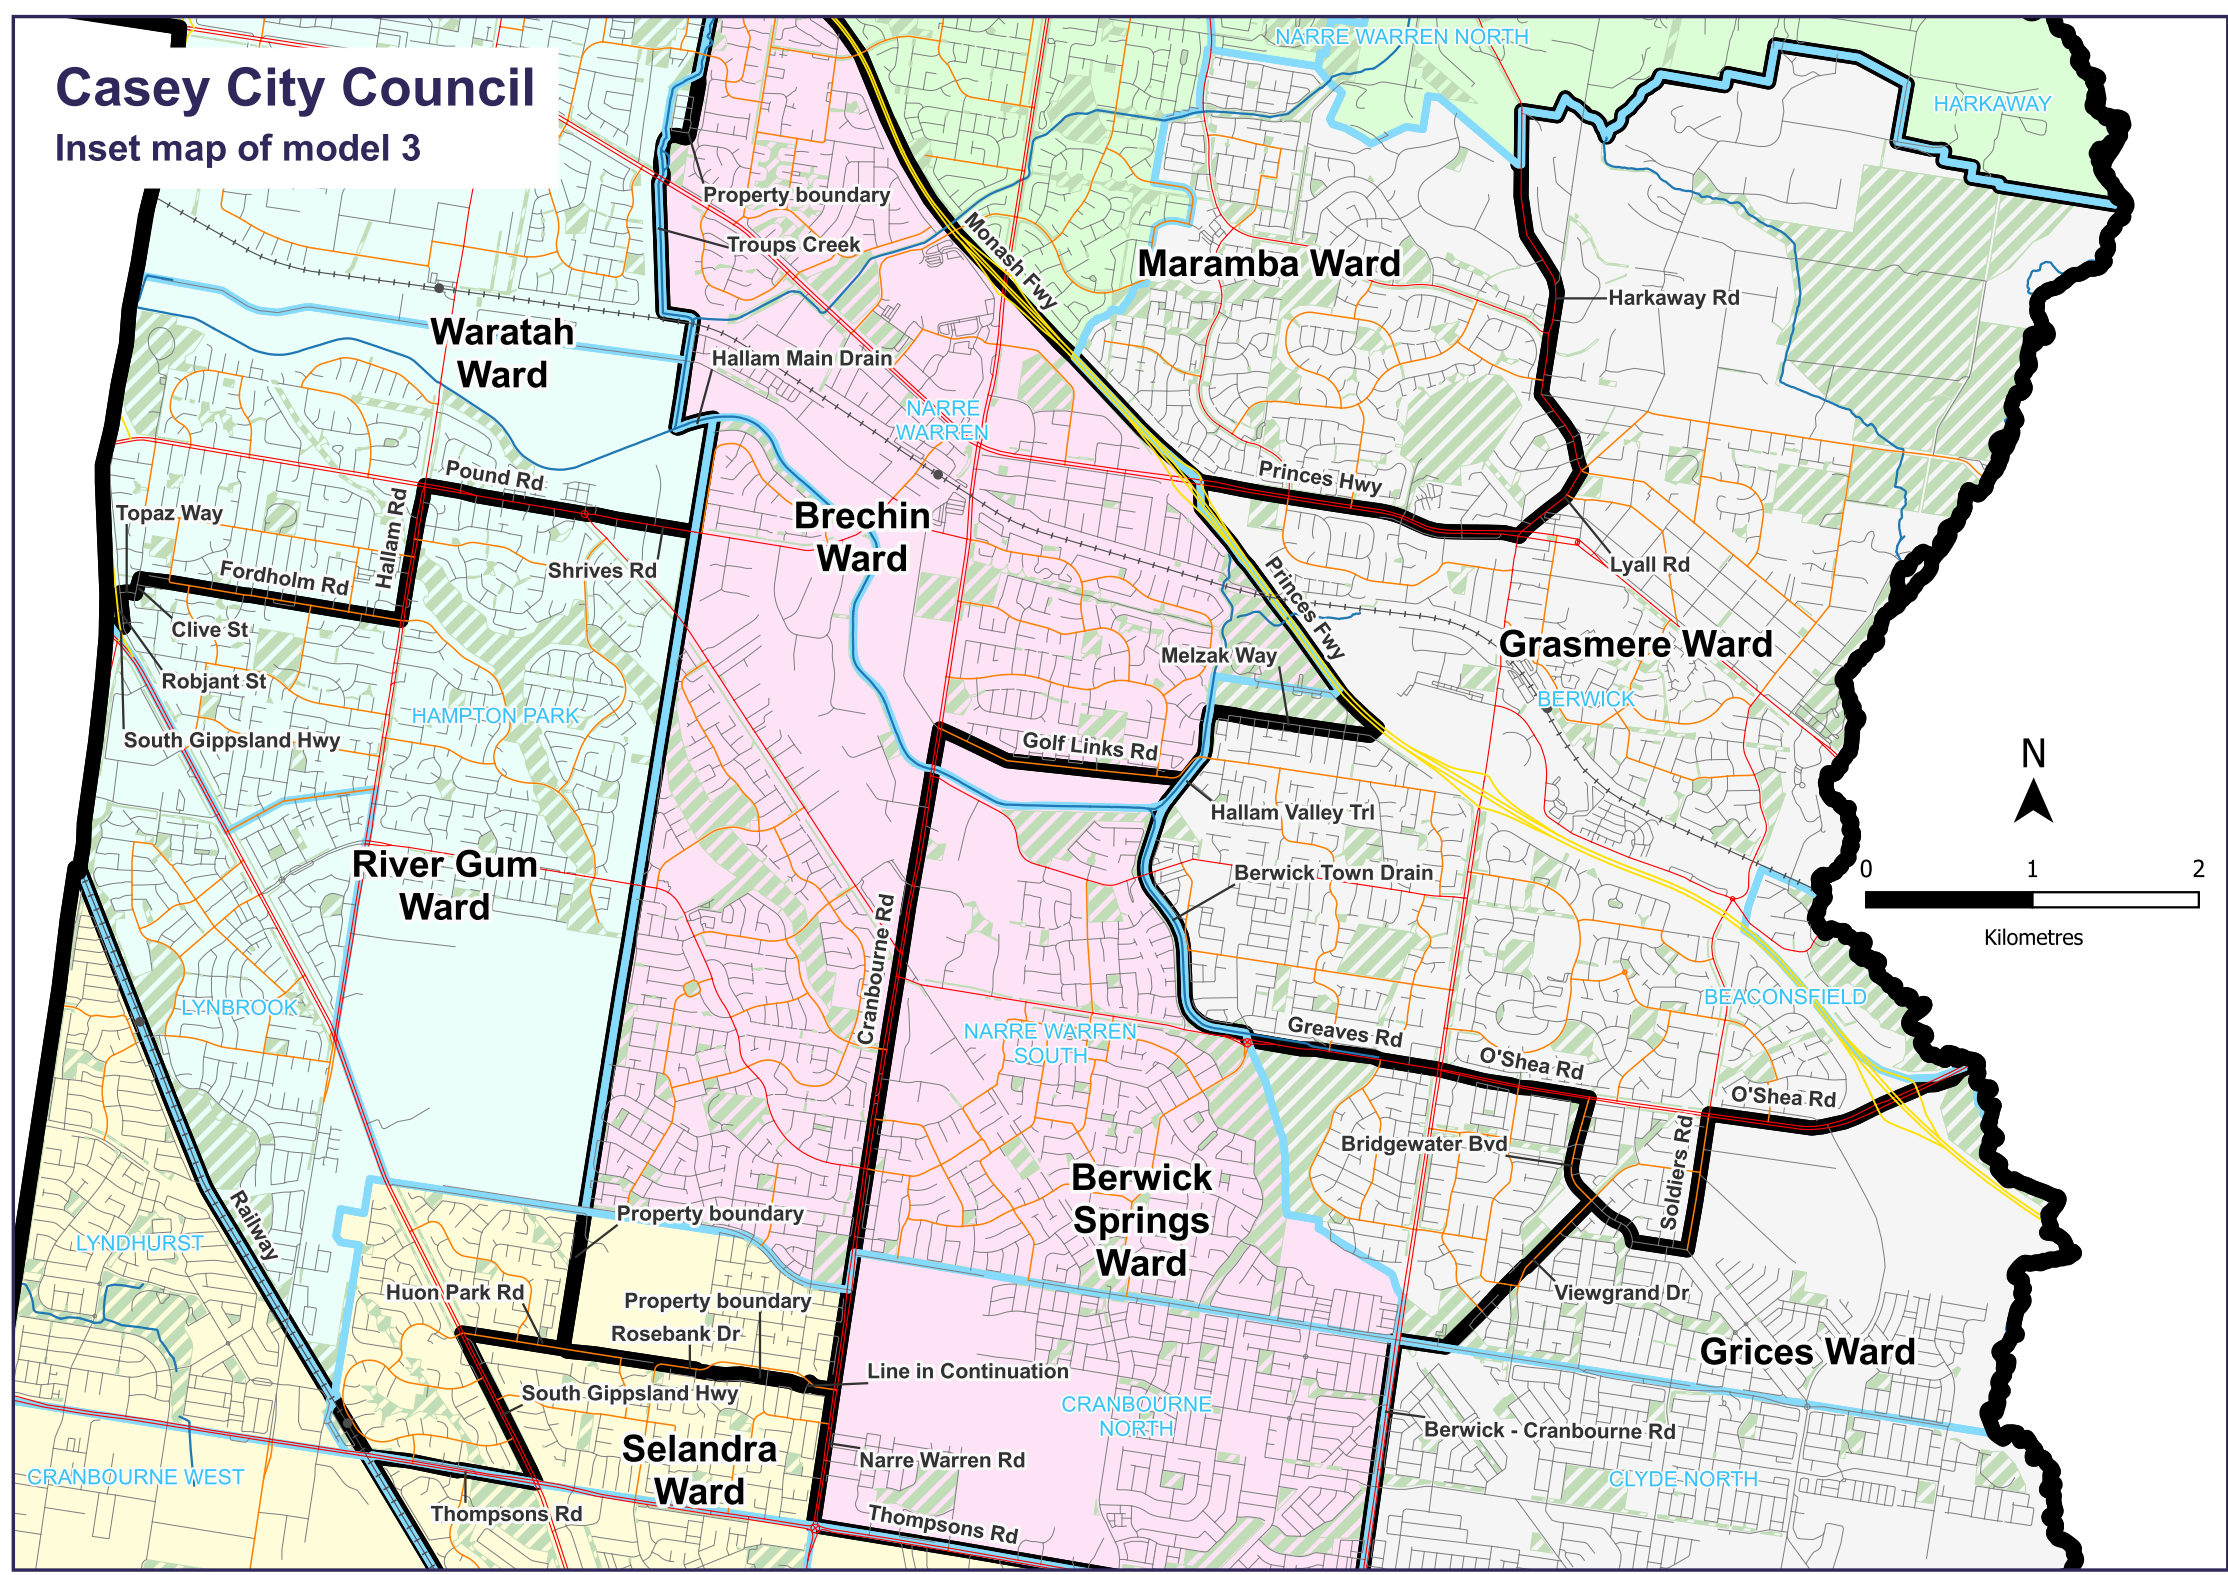 Casey City Council
Inset map of model 3
NARRE WARREN NORTH
HARKAWAY
Property boundary
Troups Creek
Monash Fwy
Maramba Ward
Harkaway Rd
Waratah
Ward
Hallam Main Drain
NARRE
WARREN
Pound Rd
Princes Hwy
Topaz Way
Hallam Rd
Brechin
Ward
Fordholm Rd
Shrives Rd
Lyall Rd
Princes Fwy
Clive St
Grasmere Ward
Melzak Way
Robjant St
BERWICK
HAMPTON PARK
South Gippsland Hwy
Golf Links Rd
N
Hallam Valley Trl
River Gum
Ward
Berwick Town Drain
0 1 2
Kilometres
Cranbourne Rd
LYNBROOK
BEACONSFIELD
NARRE WARREN
SOUTH
Greaves Rd
O'Shea Rd
O'Shea Rd
Bridgewater Bvd
Soldiers Rd
Berwick
Springs
Ward
Railway
Property boundary
LYNDHURST
Huon Park Rd
Property boundary
Viewgrand Dr
Rosebank Dr
Grices Ward
Line in Continuation
South Gippsland Hwy
CRANBOURNE
NORTH
Berwick - Cranbourne Rd
Selandra
Ward
Narre Warren Rd
CRANBOURNE WEST
CLYDE NORTH
Thompsons Rd
Thompsons Rd